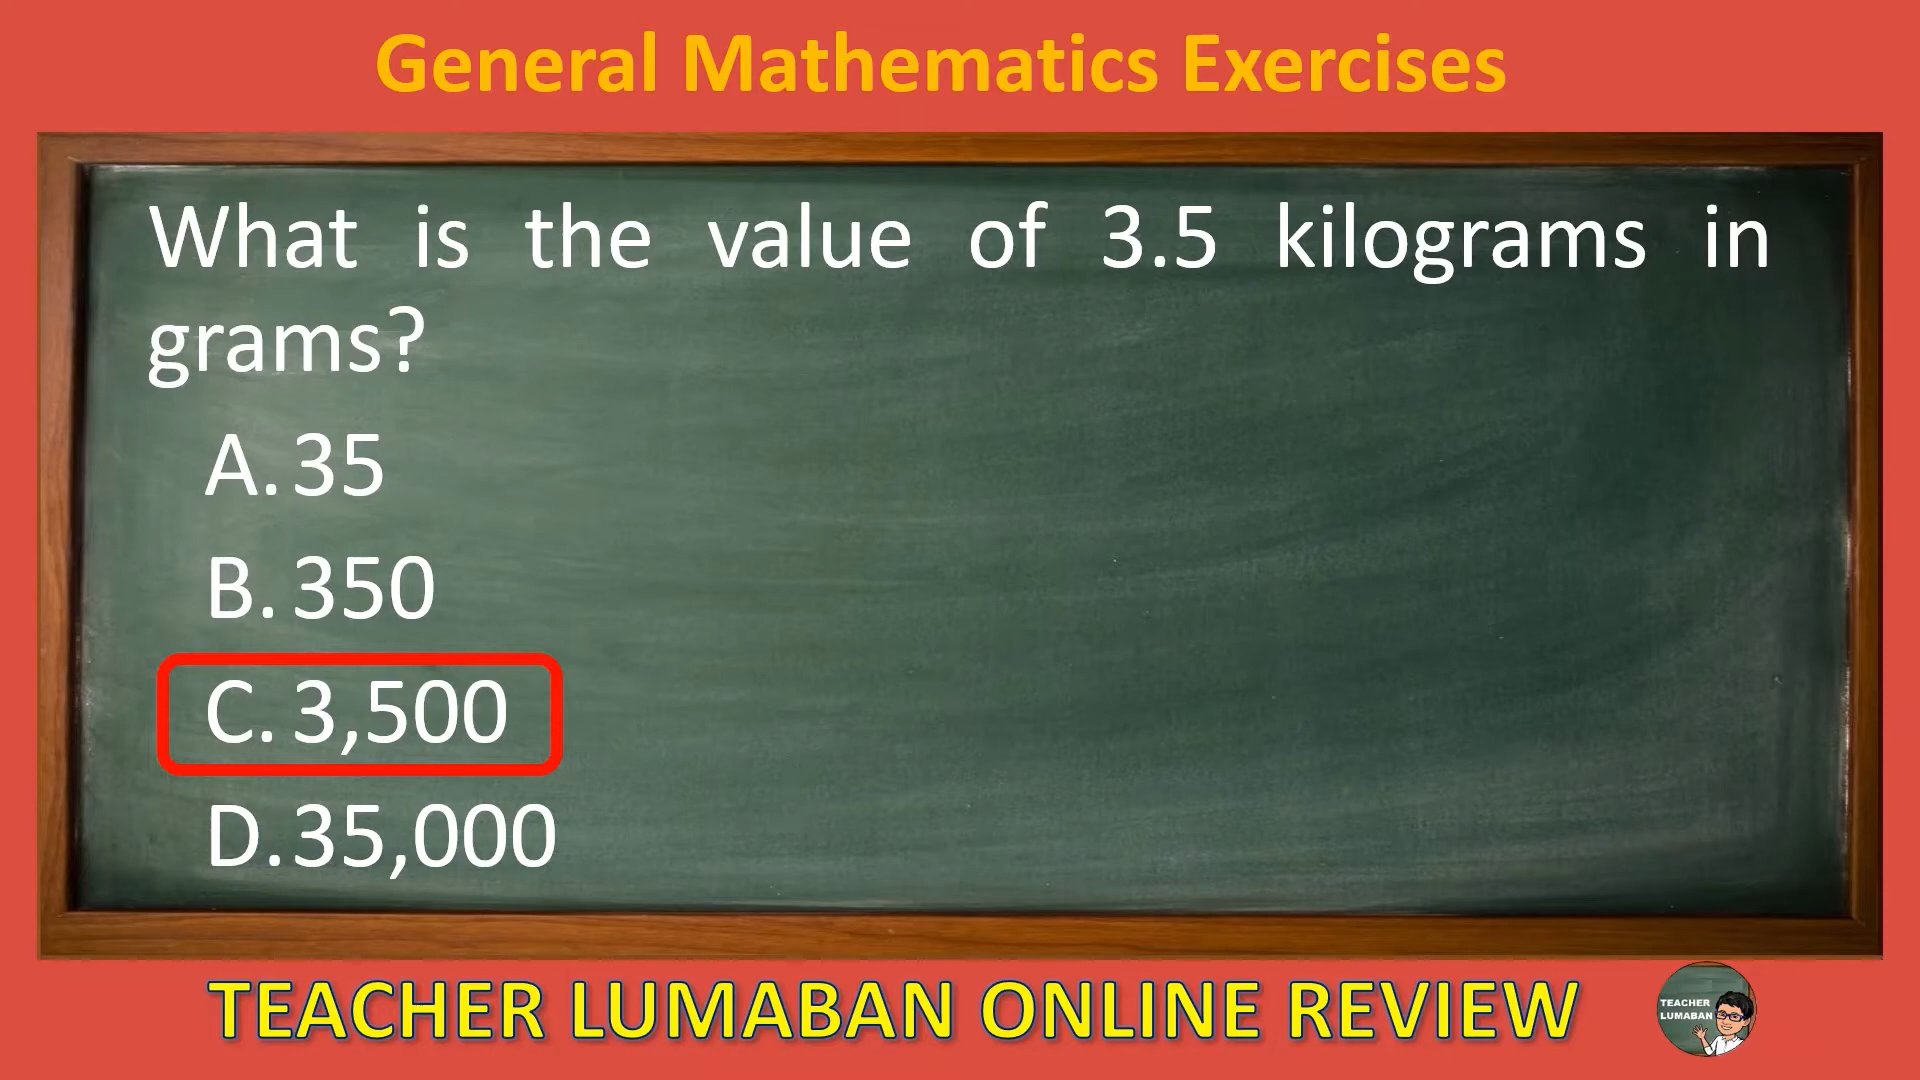 General Mathematics Exercises
What is the value of 3.5 kilograms in
grams?
A. 35
B. 350
C. 3,500
D. 35,000
TEACHER LUMABAN ONLINE REVIEW
TEACHER
LUMABAN